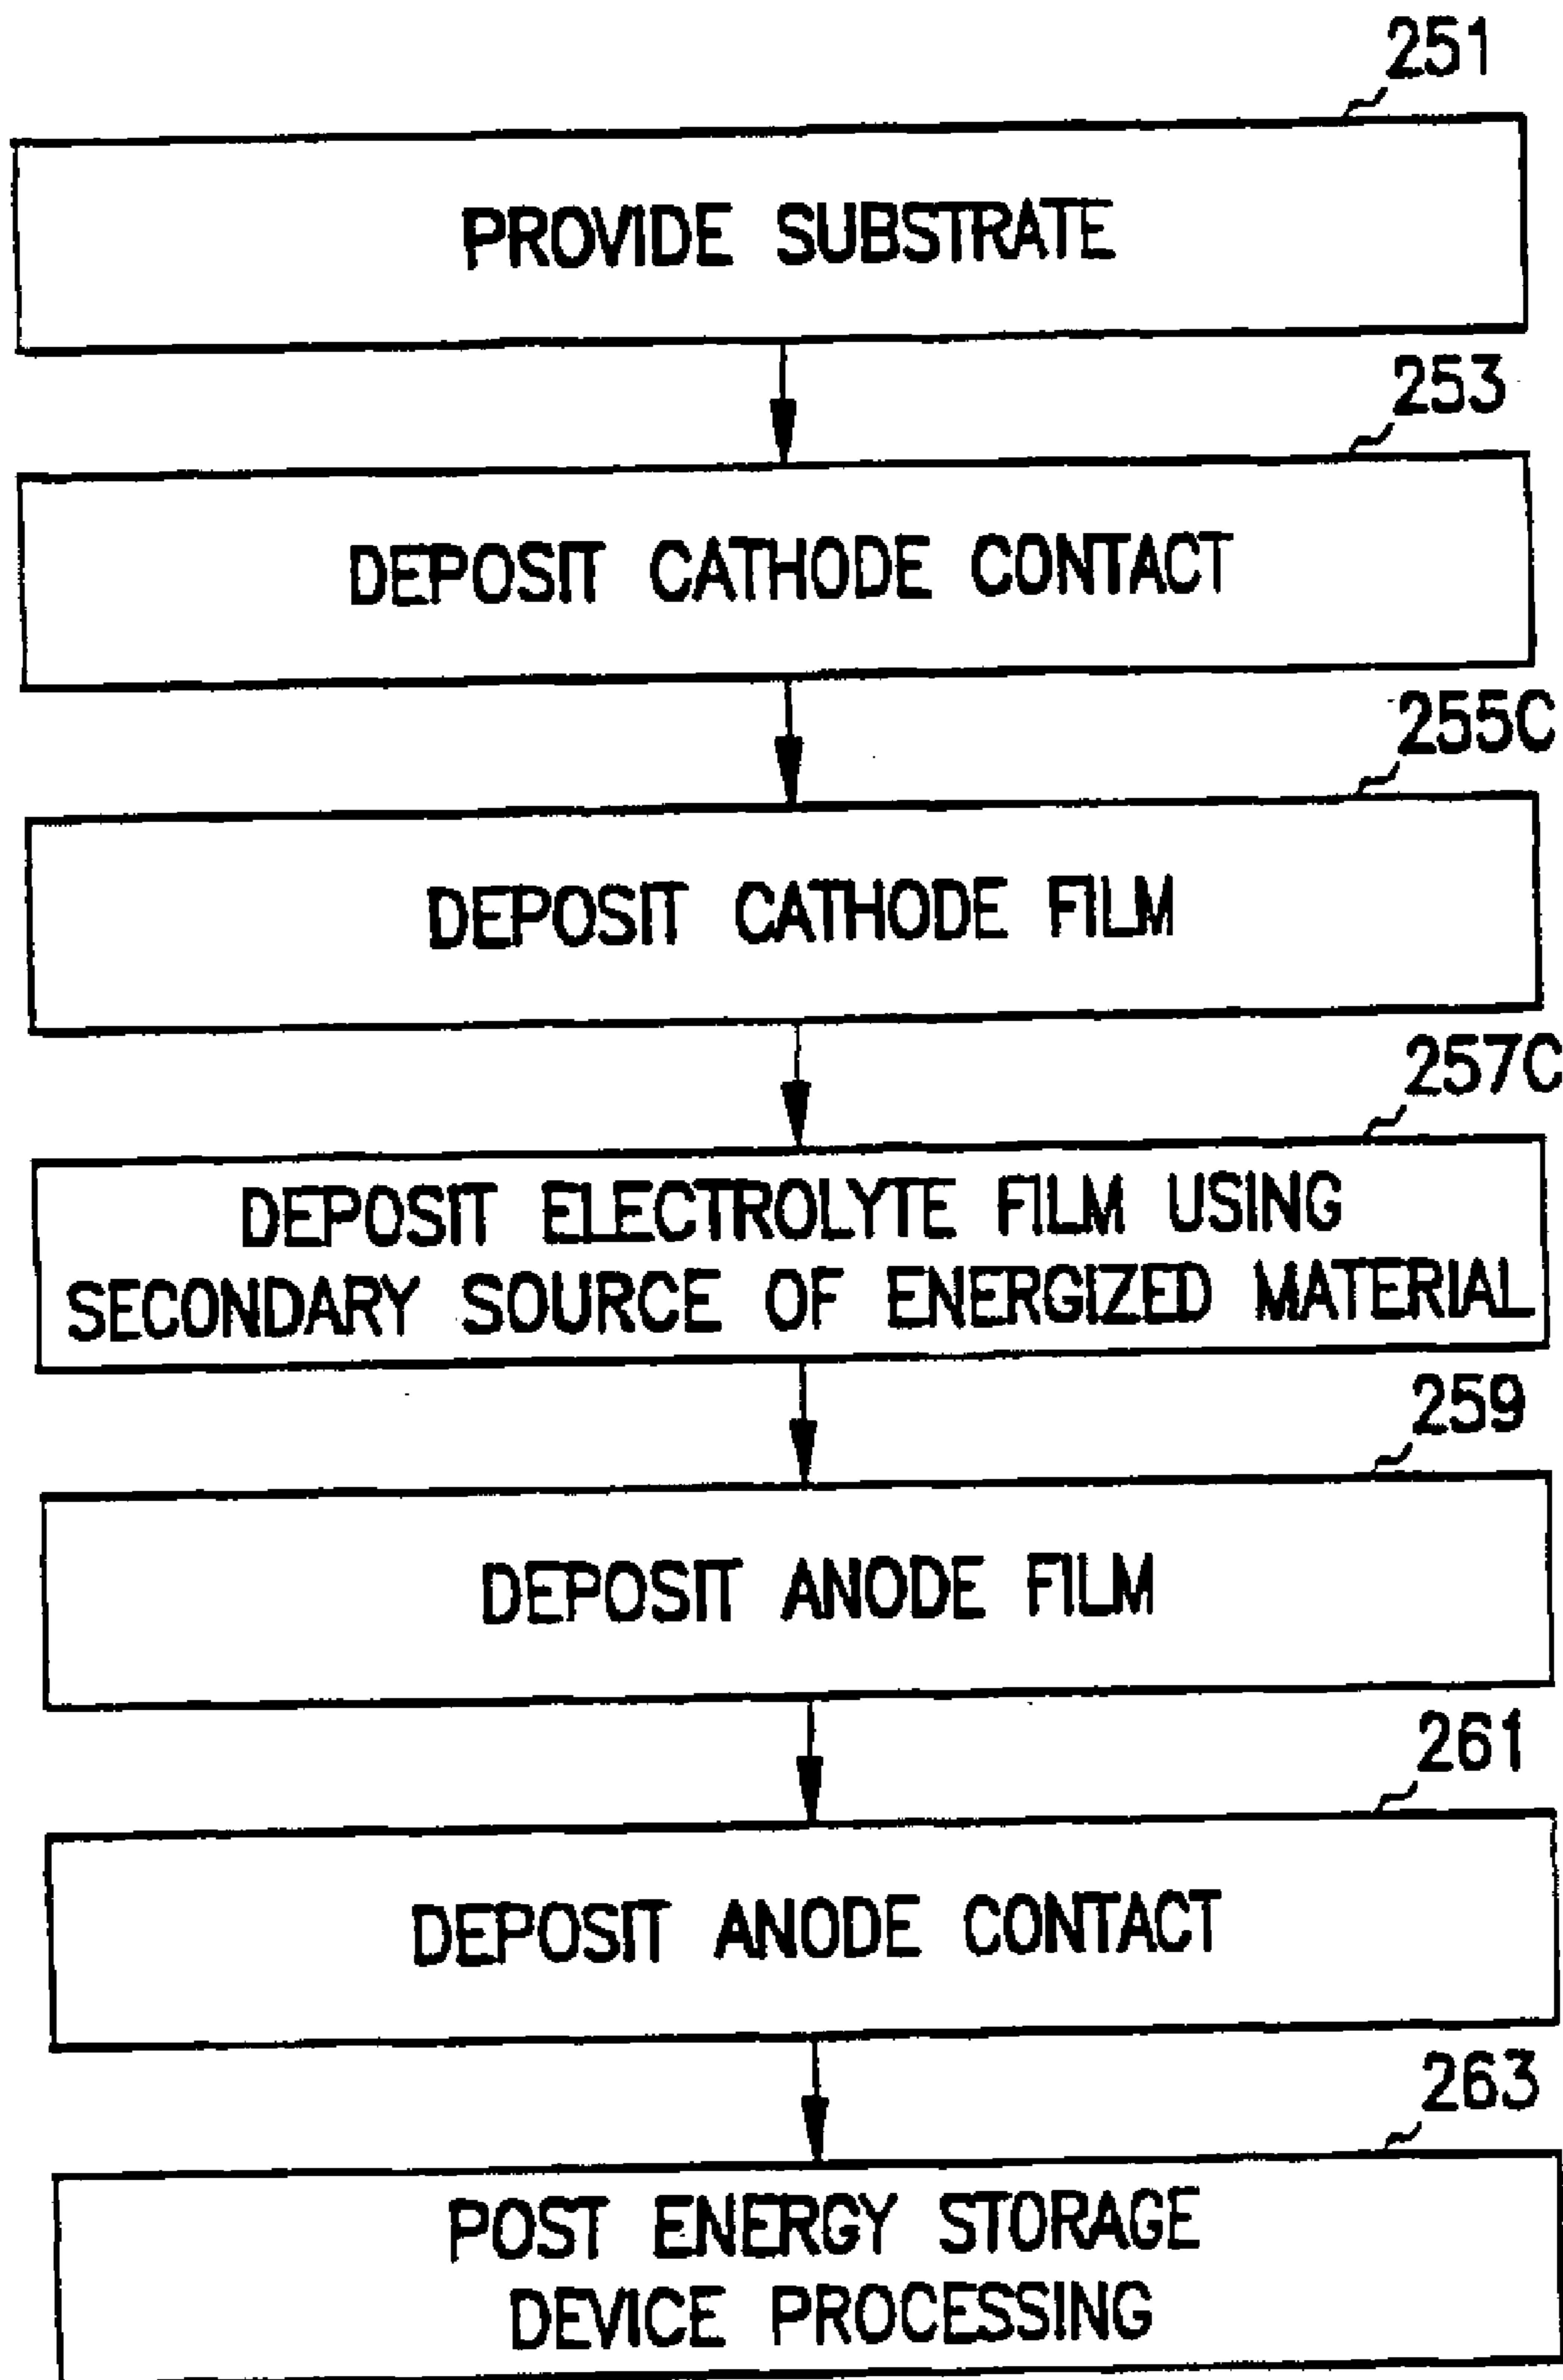 251
PROVIDE SUBSTRATE
253
DEPOSIT CATHODE CONTACT
255C
DEPOSIT CATHODE FILM
257C
DEPOSIT ELECTROLYTE FILM USING
SECONDARY SOURCE OF ENERGIZED MATERIAL
259
DEPOSIT ANODE FILM
261
DEPOSIT ANODE CONTACT
263
POST ENERGY STORAGE
DEVICE PROCESSING